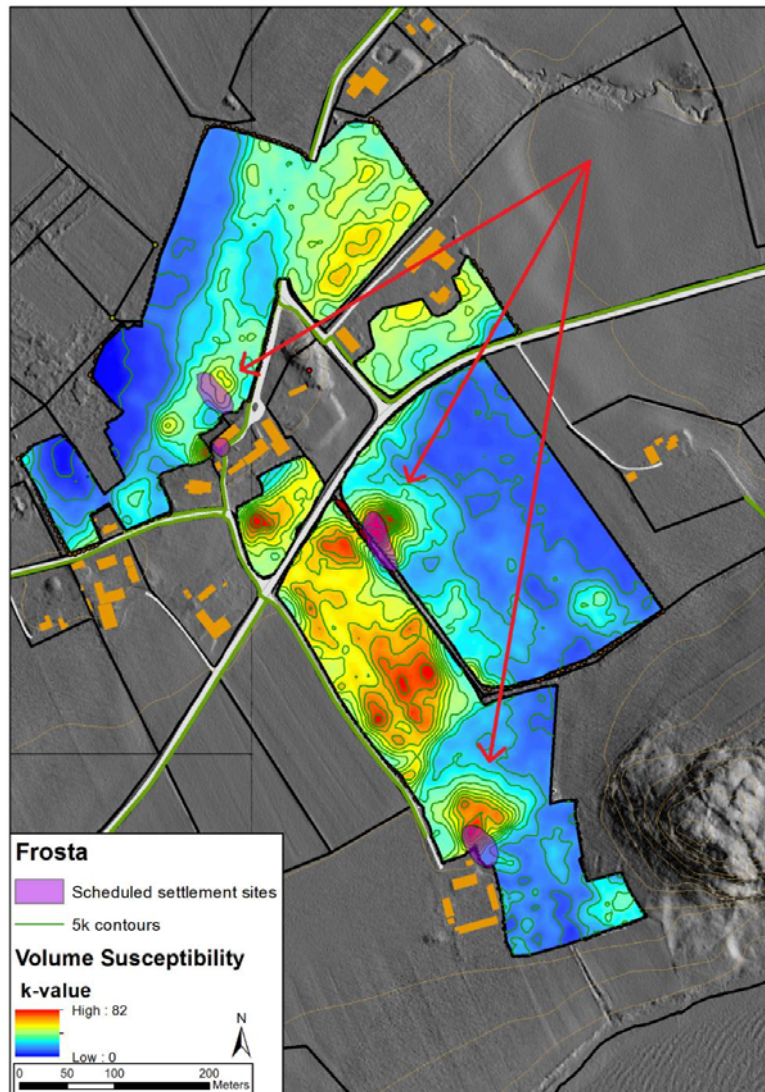 Frosta
Scheduled settlement sites
5k contours
Volume Susceptibility
k-value
High : 82
Low : 0
N
0 50 100 200
Meters